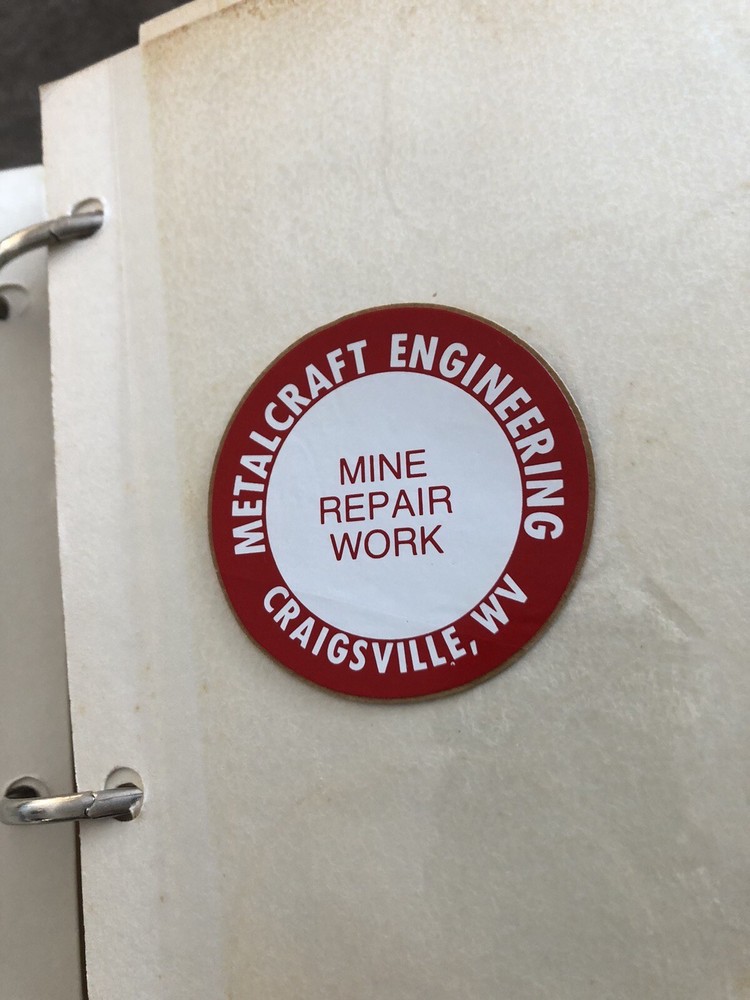 METALCRAFT ENGINEERING
MINE
REPAIR
WORK
CRAIGSVILLE, WV